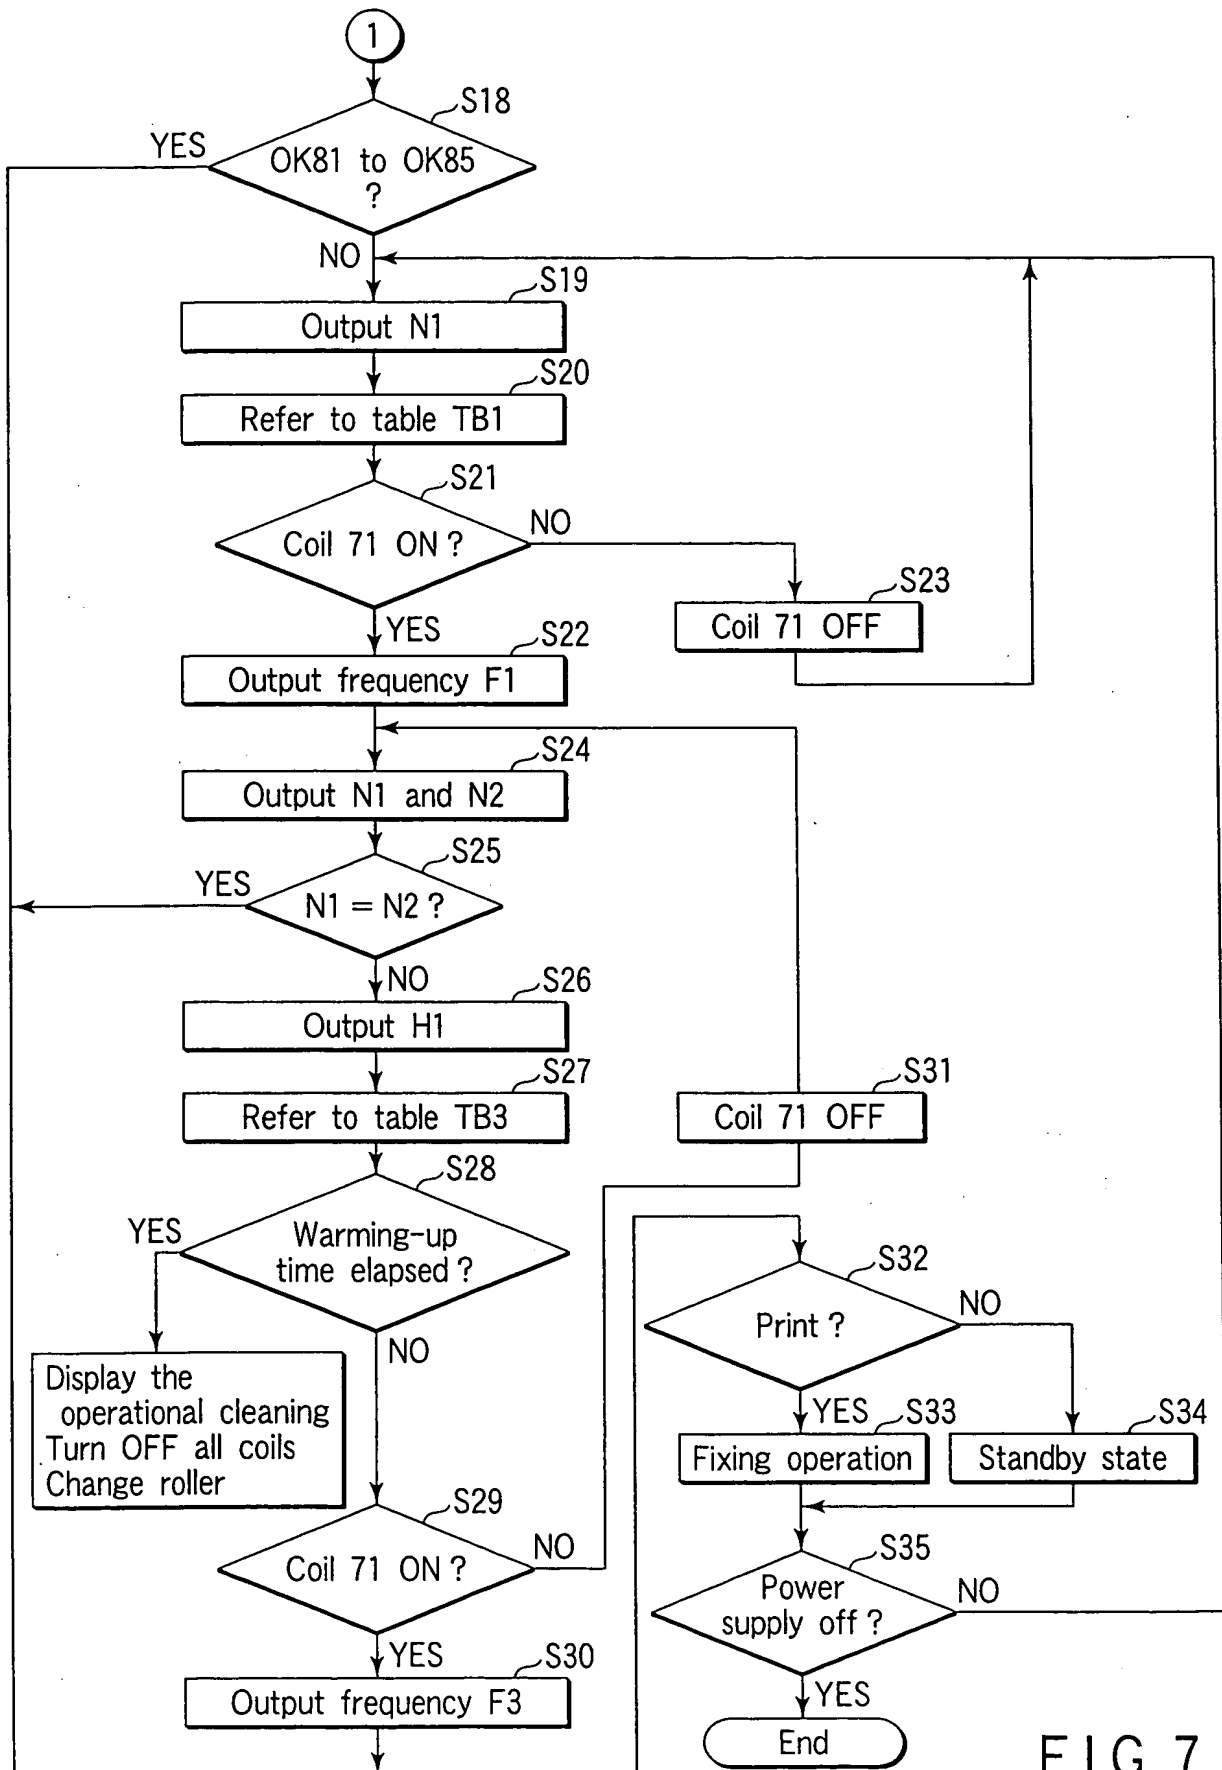 1
S18
YES
OK81 to OK85
?
NO
S19
Output N1
S20
Refer to table TB1
S21
Coil 71 ON ?
NO
S23
Coil 71 OFF
YES
S22
Output frequency F1
S24
Output N1 and N2
S25
YES
N1 = N2 ?
NO
S26
Output H1
S27
Refer to table TB3
S31
Coil 71 OFF
S28
YES
Warming-up
time elapsed ?
NO
Display the
operational cleaning
Turn OFF all coils
Change roller
S29
Coil 71 ON ?
NO
YES
S30
Output frequency F3
S32
Print ?
NO
YES
S33
Fixing operation
S34
Standby state
S35
Power
supply off ?
NO
YES
End
FIG. 7